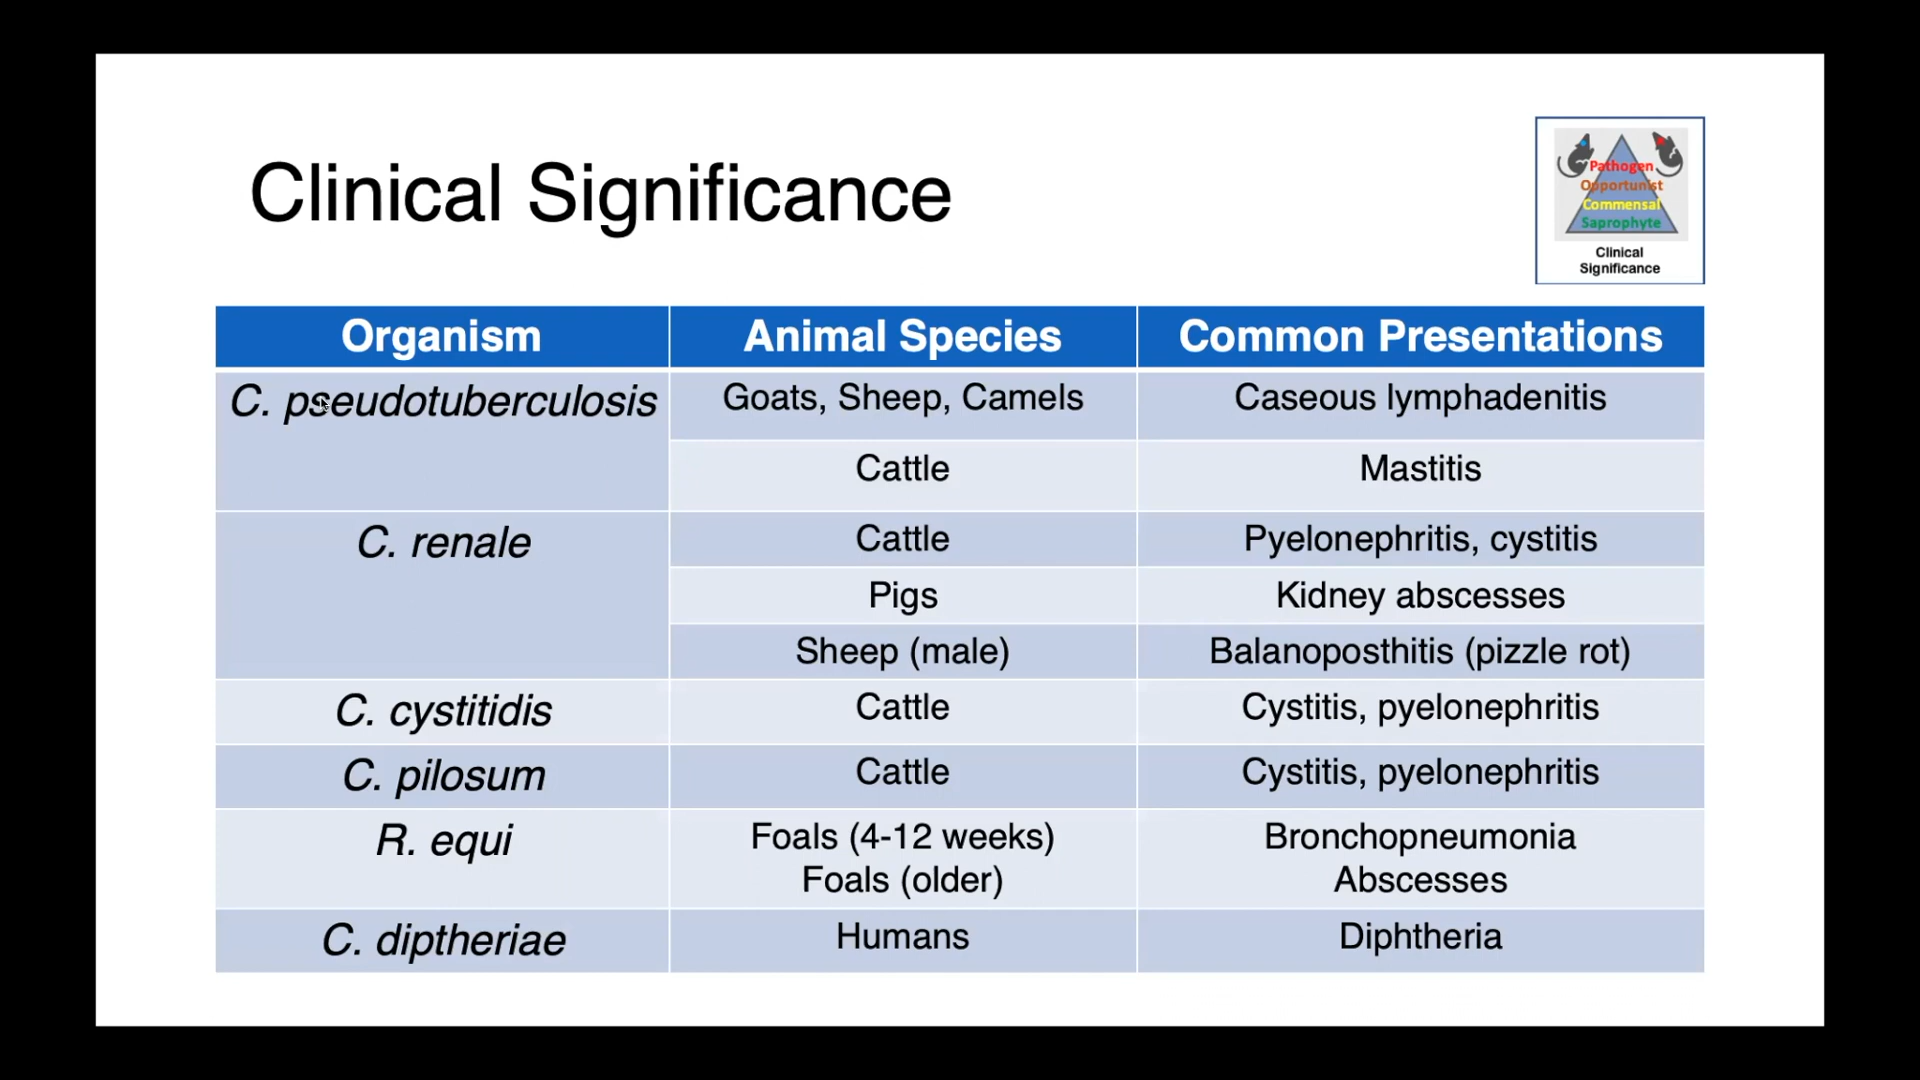 Clinical Significance
Pathogen
Opportunist
Commensal
Saprophyte
Clinical
Significance
Organism Animal Species Common Presentations
C. pseudotuberculosis Goats, Sheep, Camels Caseous lymphadenitis
Cattle Mastitis
C. renale Cattle Pyelonephritis, cystitis
Pigs Kidney abscesses
Sheep (male) Balanoposthitis (pizzle rot)
C. cystitidis Cattle Cystitis, pyelonephritis
C. pilosum Cattle Cystitis, pyelonephritis
R. equi Foals (4-12 weeks) Bronchopneumonia
Foals (older) Abscesses
C. diptheriae Humans Diphtheria